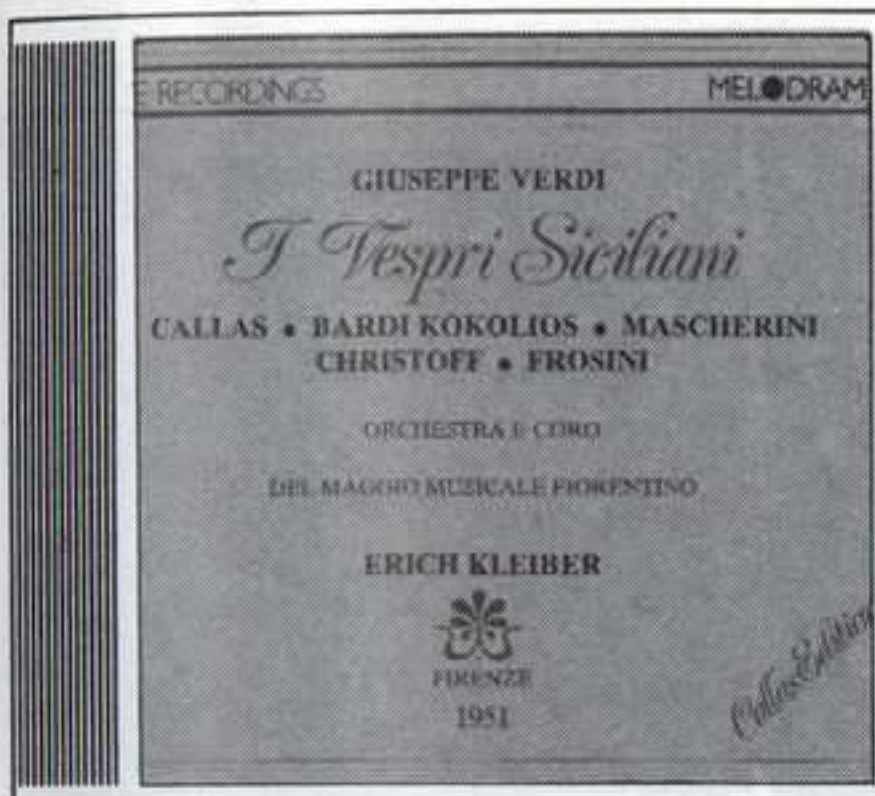 E RECORDINGS MELODRAM
GIUSEPPE VERDI
I Vespri Siciliani
CALLAS • BARDI KOKOLIOS • MASCHERINI
CHRISTOFF • FROSINI
ORCHESTRA E CORO
DEL MAGGIO MUSICALE FIORENTINO
ERICH KLEIBER
FIRENZE
1951
Callas Edition